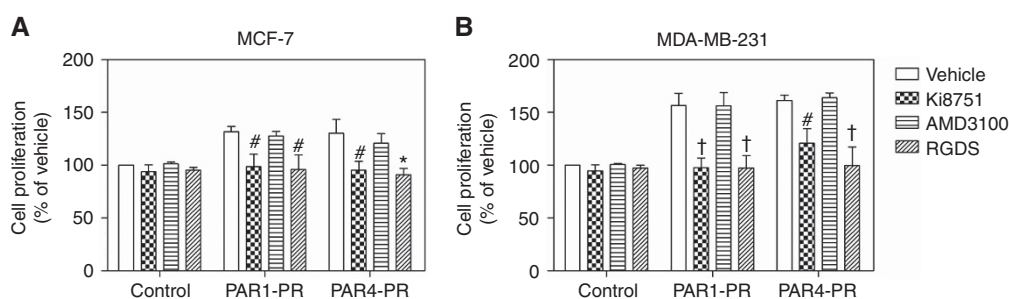 A
MCF-7
Cell proliferation
(% of vehicle)
200
150
100
50
0
#
#
#
*
Control
PAR1-PR
PAR4-PR
B
MDA-MB-231
Cell proliferation
(% of vehicle)
200
150
100
50
0
†
†
#
†
Control
PAR1-PR
PAR4-PR
Vehicle
Ki8751
AMD3100
RGDS